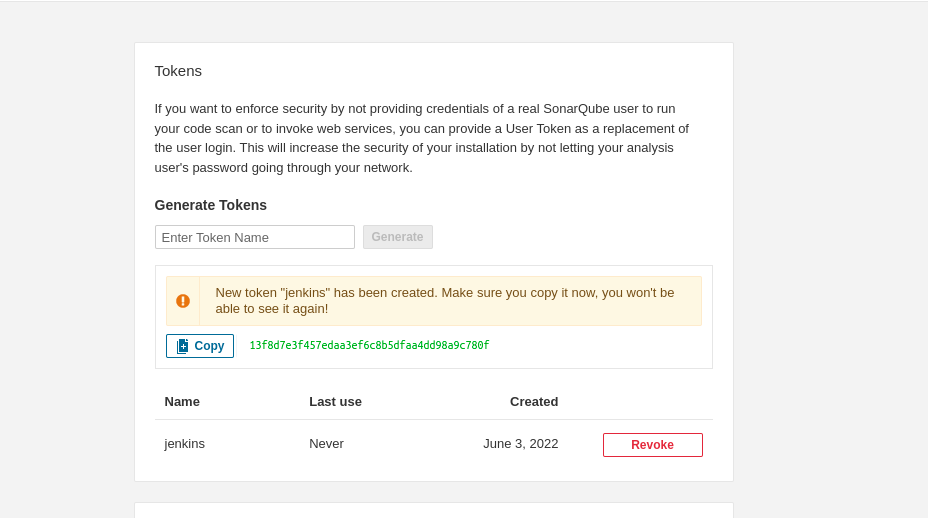 Tokens
If you want to enforce security by not providing credentials of a real SonarQube user to run
your code scan or to invoke web services, you can provide a User Token as a replacement of
the user login. This will increase the security of your installation by not letting your analysis
user's password going through your network.
Generate Tokens
Enter Token Name Generate
New token "jenkins" has been created. Make sure you copy it now, you won't be
able to see it again!
Copy 13f8d7e3f457edaa3ef6c8b5dfaa4dd98a9c780f
Name Last use Created
jenkins Never June 3, 2022 Revoke